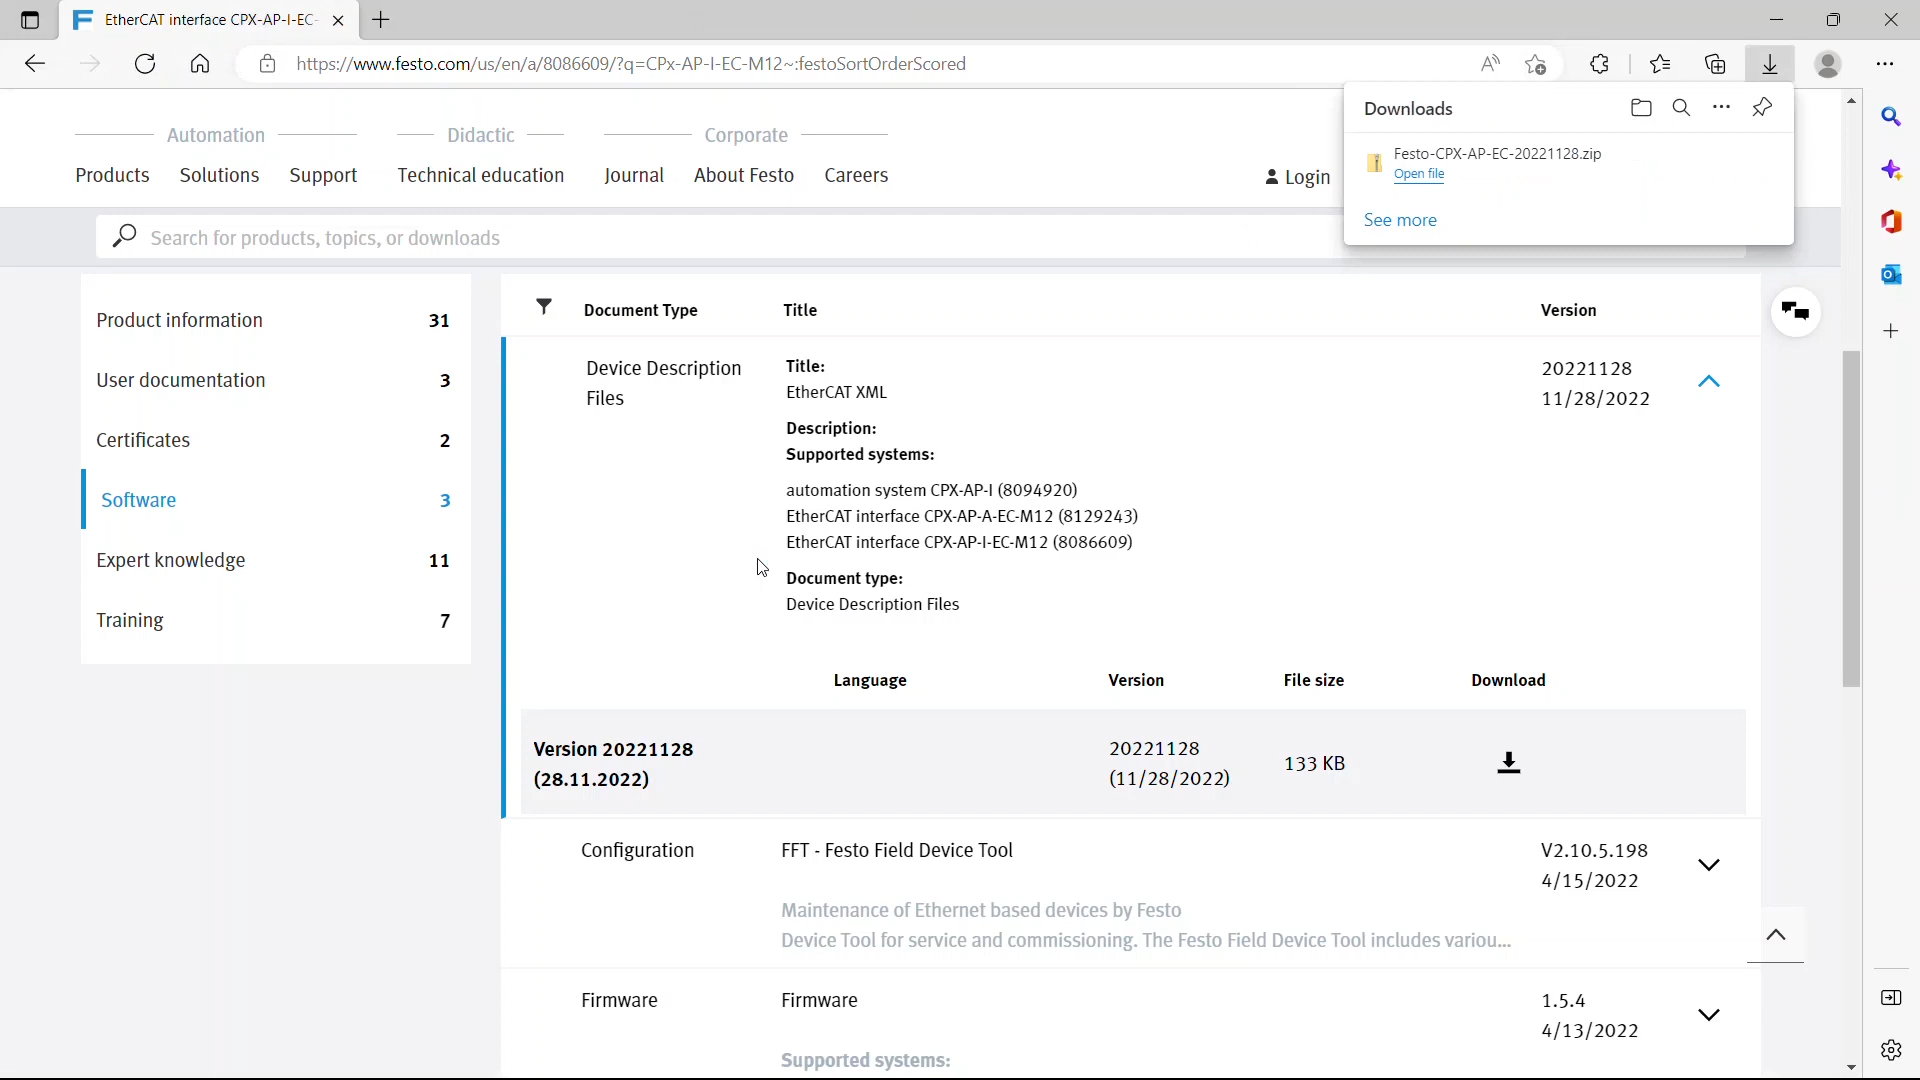 EtherCAT interface CPX-AP-I-EC-
https://www.festo.com/us/en/a/8086609/?q=CPx-AP-I-EC-M12~:festoSortOrderScored
Downloads
Festo-CPX-AP-EC-20221128.zip
Open file
See more
Automation
Didactic
Corporate
Products
Solutions
Support
Technical education
Journal
About Festo
Careers
Login
Search for products, topics, or downloads
Product information 31
User documentation 3
Certificates 2
Software 3
Expert knowledge 11
Training 7
Document Type Title Version
Device Description
Files
Title:
EtherCAT XML
Description:
Supported systems:
automation system CPX-AP-I (8094920)
EtherCAT interface CPX-AP-A-EC-M12 (8129243)
EtherCAT interface CPX-AP-I-EC-M12 (8086609)
Document type:
Device Description Files
20221128
11/28/2022
Language Version File size Download
Version 20221128
(28.11.2022)
20221128
(11/28/2022)
133 KB
Configuration
FFT - Festo Field Device Tool
V2.10.5.198
4/15/2022
Maintenance of Ethernet based devices by Festo
Device Tool for service and commissioning. The Festo Field Device Tool includes variou...
Firmware
Firmware
1.5.4
4/13/2022
Supported systems: